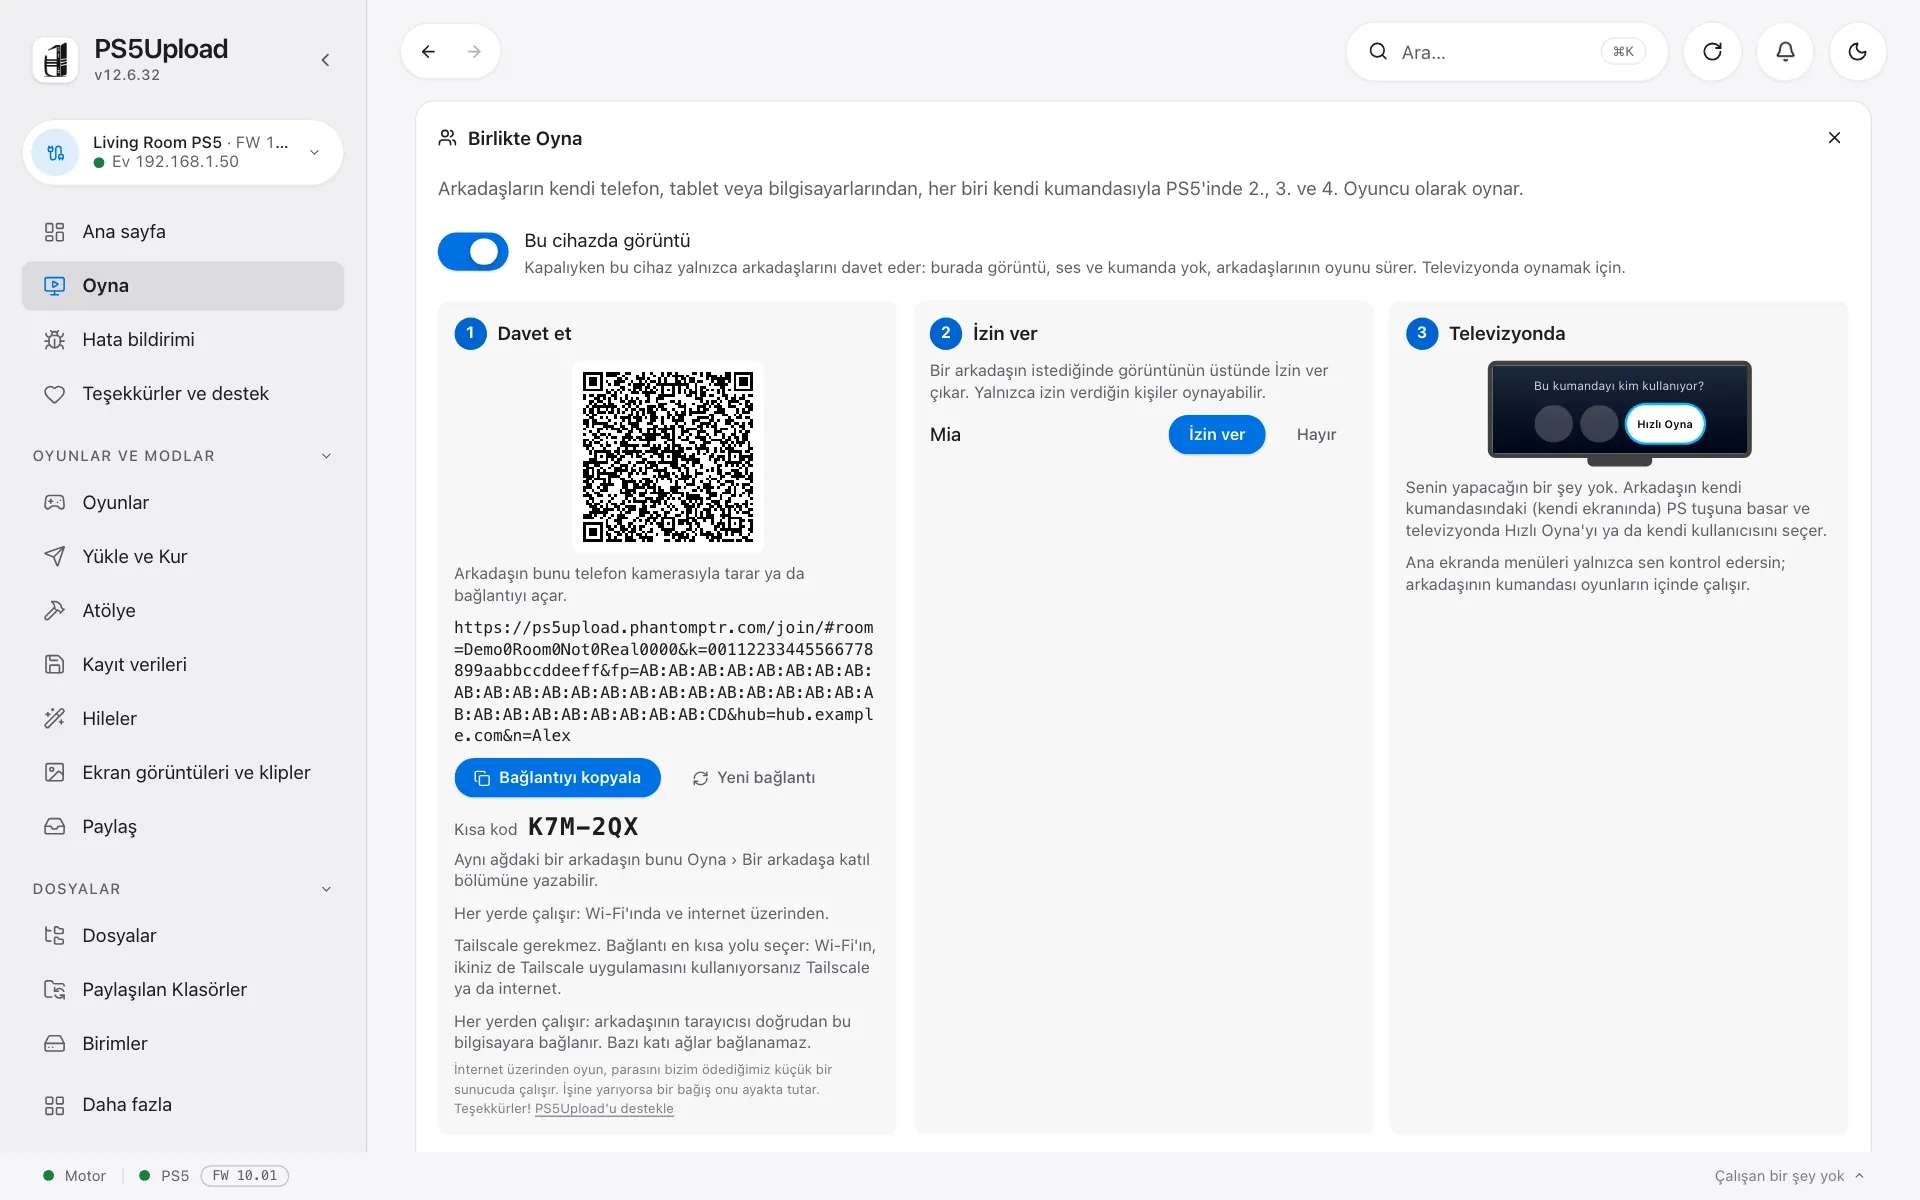 PS5Upload
v12.6.32
Living Room PS5 · FW 1...
Ev 192.168.1.50
Ana sayfa
Oyna
Hata bildirimi
Teşekkürler ve destek
OYUNLAR VE MODLAR
Oyunlar
Yükle ve Kur
Atölye
Kayıt verileri
Hileler
Ekran görüntüleri ve klipler
Paylaş
DOSYALAR
Dosyalar
Paylaşılan Klasörler
Birimler
Daha fazla
Ara...
⌘K
Birlikte Oyna
Arkadaşların kendi telefon, tablet veya bilgisayarlarından, her biri kendi kumandasıyla PS5'inde 2., 3. ve 4. Oyuncu olarak oynar.
Bu cihazda görüntü
Kapalıyken bu cihaz yalnızca arkadaşlarını davet eder: burada görüntü, ses ve kumanda yok, arkadaşlarının oyunu sürer. Televizyonda oynamak için.
1 Davet et
Arkadaşın bunu telefon kamerasıyla tarar ya da
bağlantıyı açar.
https://ps5upload.phantomptr.com/join/#room
=Demo0Room0Not0Real0000&k=00112233445566778
899aabbccddeeff&fp=AB:AB:AB:AB:AB:AB:AB:AB:
AB:AB:AB:AB:AB:AB:AB:AB:AB:AB:AB:AB:AB:AB:A
B:AB:AB:AB:AB:AB:AB:AB:AB:CD&hub=hub.exampl
e.com&n=Alex
Bağlantıyı kopyala
Yeni bağlantı
Kısa kod K7M-2QX
Aynı ağdaki bir arkadaşın bunu Oyna › Bir arkadaşa katıl
bölümüne yazabilir.
Her yerde çalışır: Wi-Fi'ında ve internet üzerinden.
Tailscale gerekmez. Bağlantı en kısa yolu seçer: Wi-Fi'ın,
ikiniz de Tailscale uygulamasını kullanıyorsanız Tailscale
ya da internet.
Her yerden çalışır: arkadaşının tarayıcısı doğrudan bu
bilgisayara bağlanır. Bazı katı ağlar bağlanamaz.
İnternet üzerinden oyun, parasını bizim ödediğimiz küçük bir
sunucuda çalışır. İşine yarıyorsa bir bağış onu ayakta tutar.
Teşekkürler! PS5Upload'u destekle
2 İzin ver
Bir arkadaşın istediğinde görüntünün üstünde İzin ver
çıkar. Yalnızca izin verdiğin kişiler oynayabilir.
Mia
İzin ver
Hayır
3 Televizyonda
Bu kumandayı kim kullanıyor?
Hızlı Oyna
Senin yapacağın bir şey yok. Arkadaşın kendi
kumandasındaki (kendi ekranında) PS tuşuna basar ve
televizyonda Hızlı Oyna'yı ya da kendi kullanıcısını seçer.
Ana ekranda menüleri yalnızca sen kontrol edersin;
arkadaşının kumandası oyunların içinde çalışır.
Motor
PS5
FW 10.01
Çalışan bir şey yok